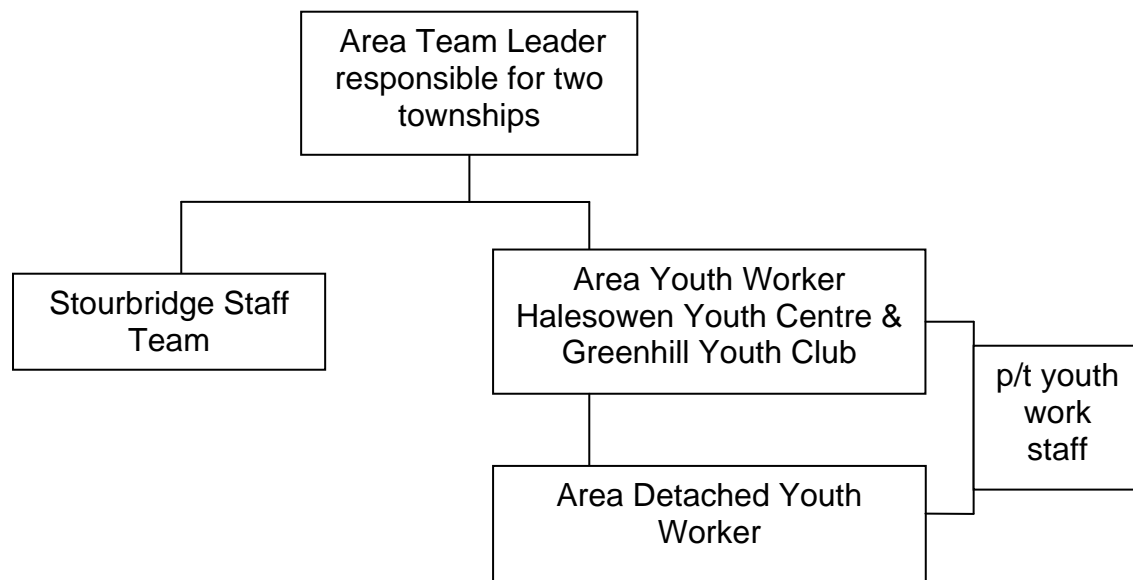 Area Team Leader
responsible for two
townships
Stourbridge Staff
Team
Area Youth Worker
Halesowen Youth Centre &
Greenhill Youth Club
p/t youth
work
staff
Area Detached Youth
Worker